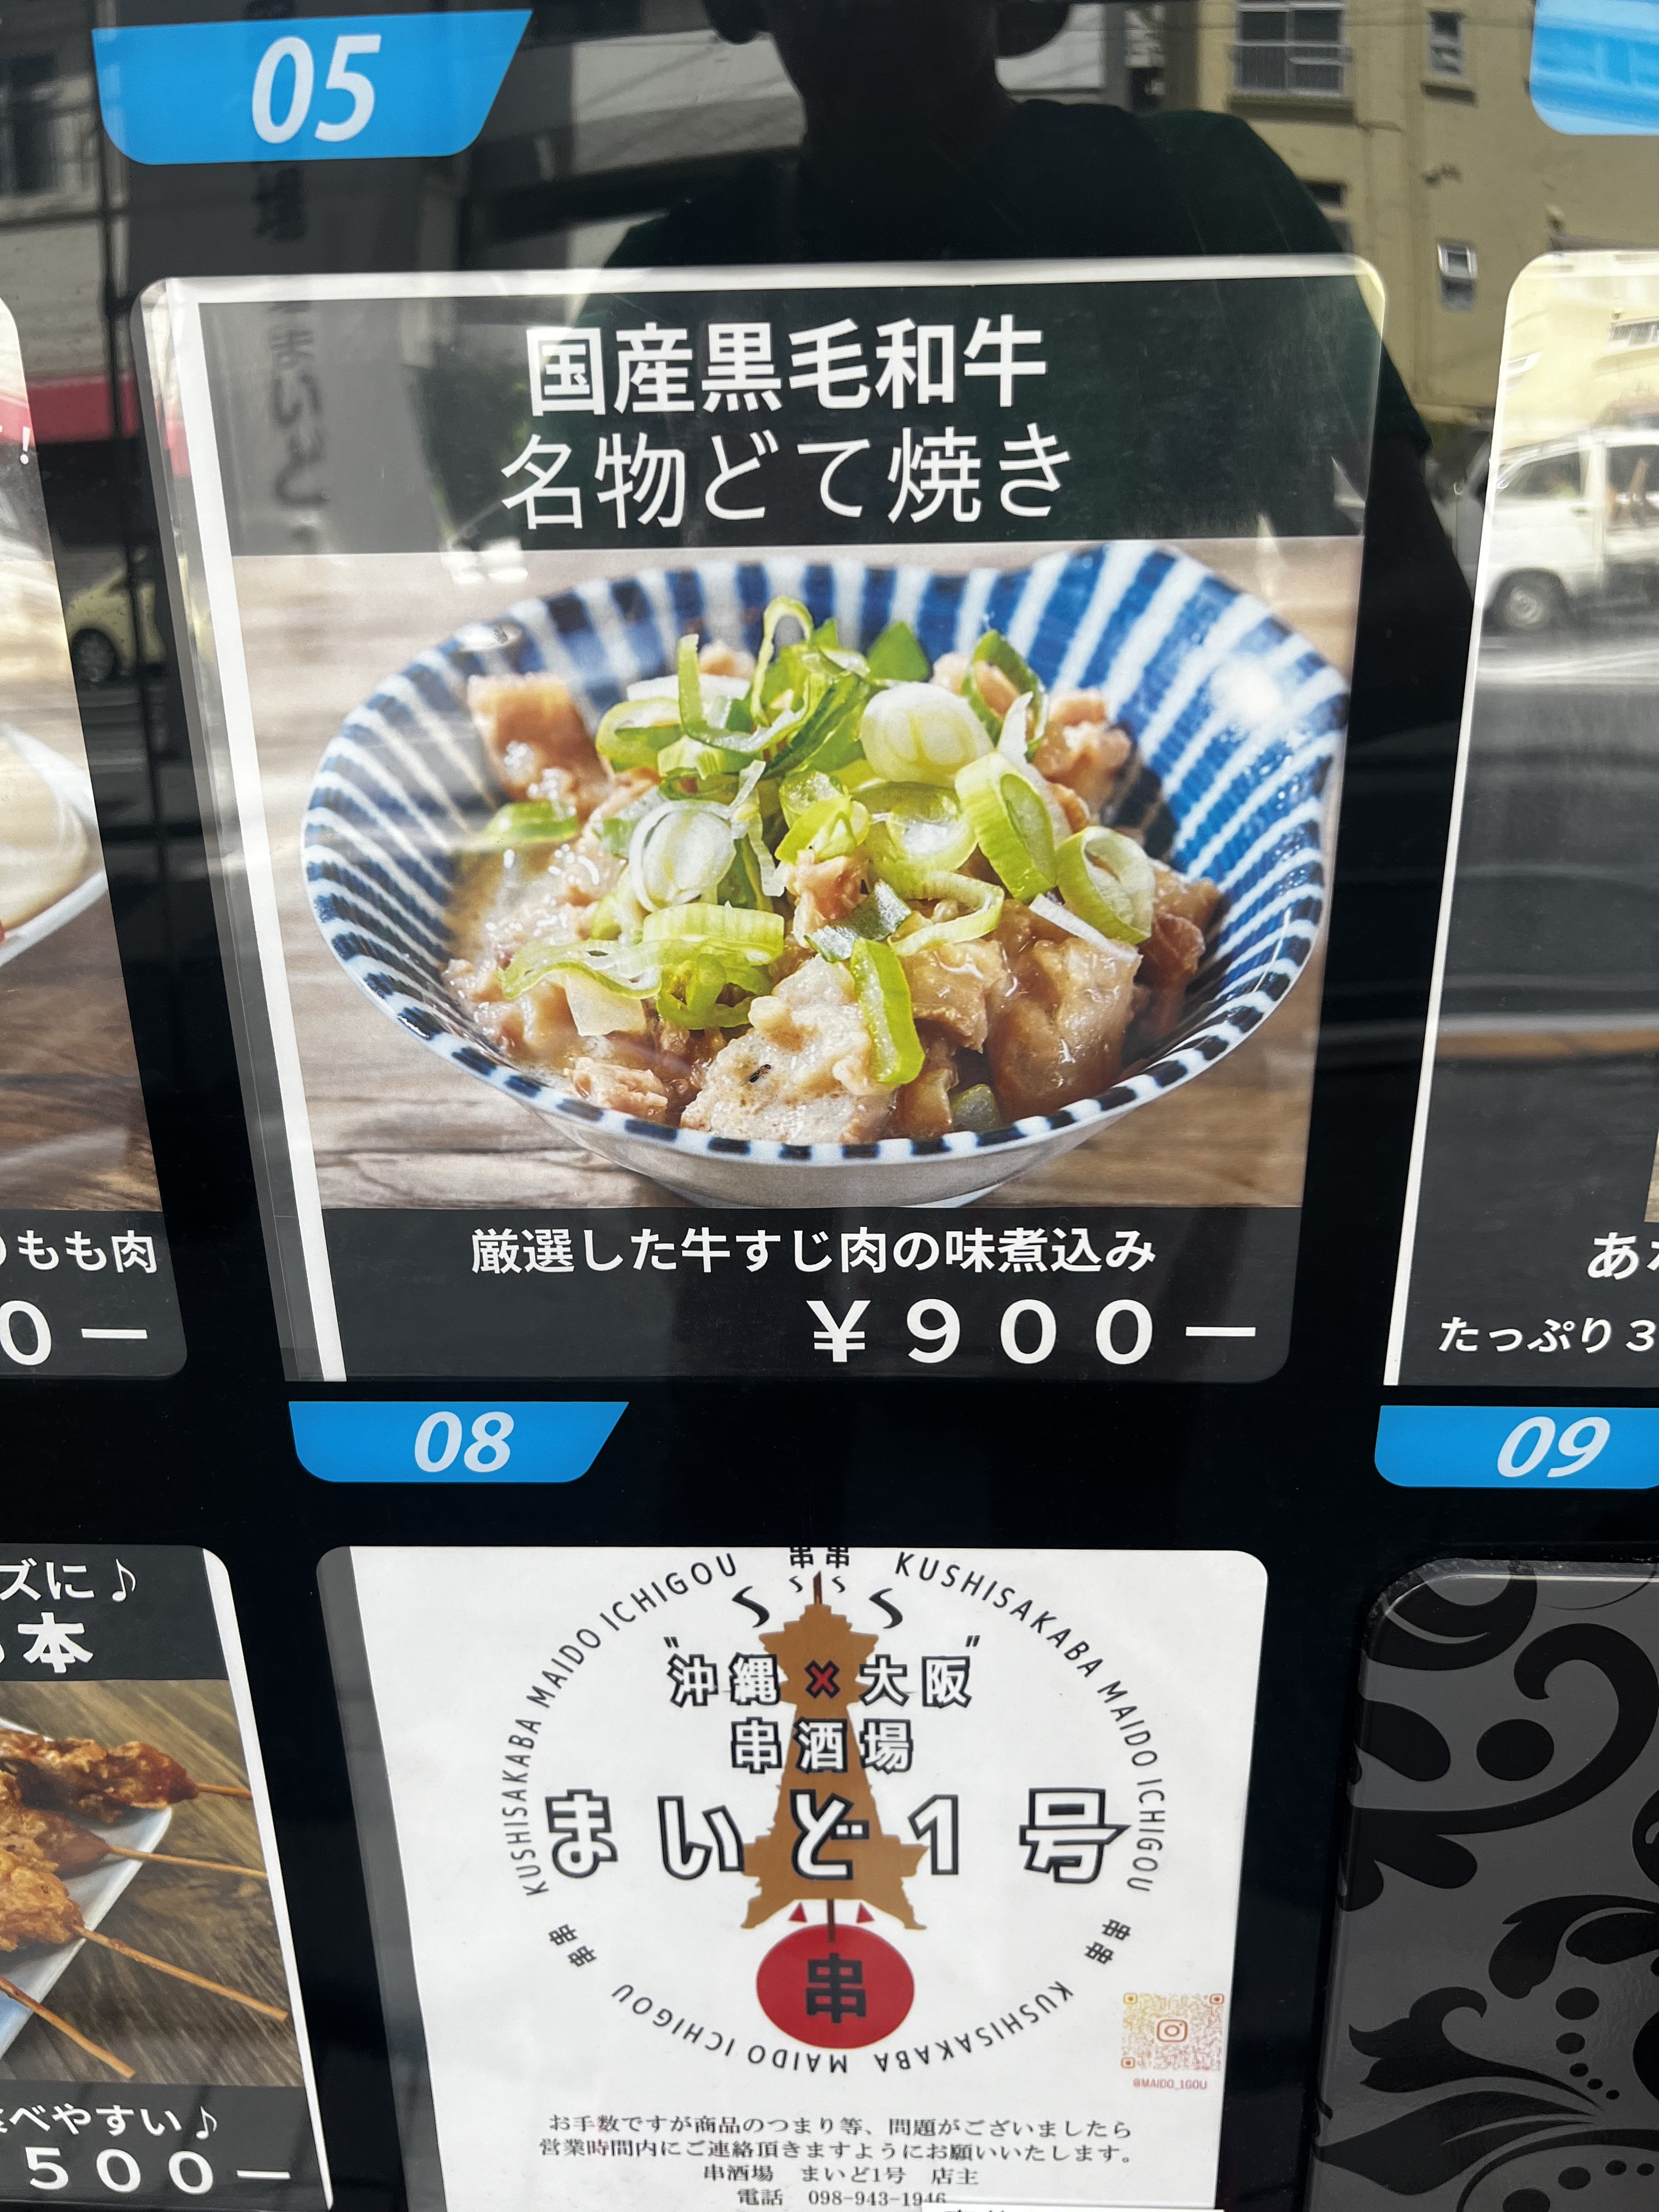 05
国産黒毛和牛
名物どて焼き
厳選した牛すじ肉の味煮込み
￥９００ー
もも肉
０ー
あ
たっぷり３
08
09
ズに♪
本
べやすい♪
５００ー
串串
KUSHISAKABA MAIDO ICHIGOU
KUSHISAKABA MAIDO ICHIGOU
"沖縄×大阪"
串酒場
まいど1号
串
串串
串串
串串
串串
KUSHISAKABA MAIDO ICHIGOU
@MAIDO_1GOU
お手数ですが商品のつまり等、問題がございましたら
営業時間内にご連絡頂きますようにお願いいたします。
串酒場　まいど1号　店主
電話　098-943-1946